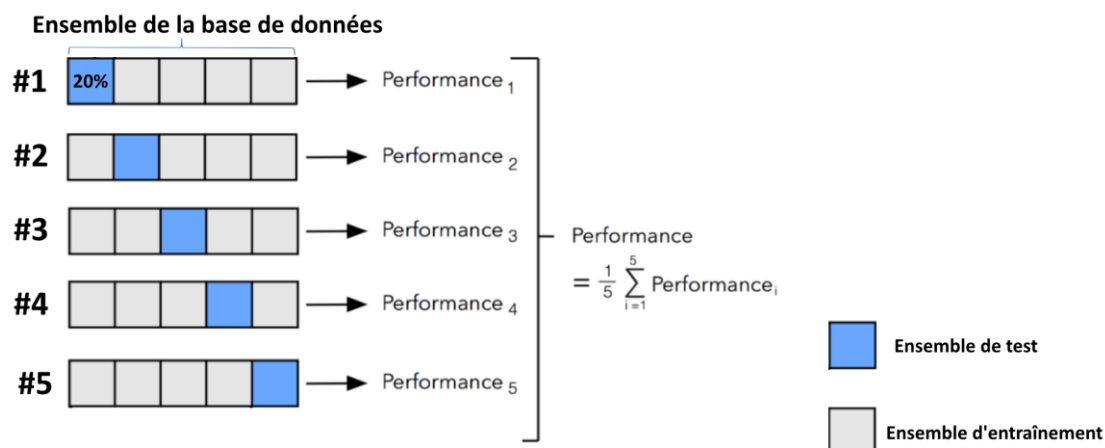 Ensemble de la base de données
#1 20% Performance 1
#2 Performance 2
#3 Performance 3
#4 Performance 4
#5 Performance 5
Performance
= 1/5 5∑i=1 Performance i
Ensemble de test
Ensemble d'entraînement